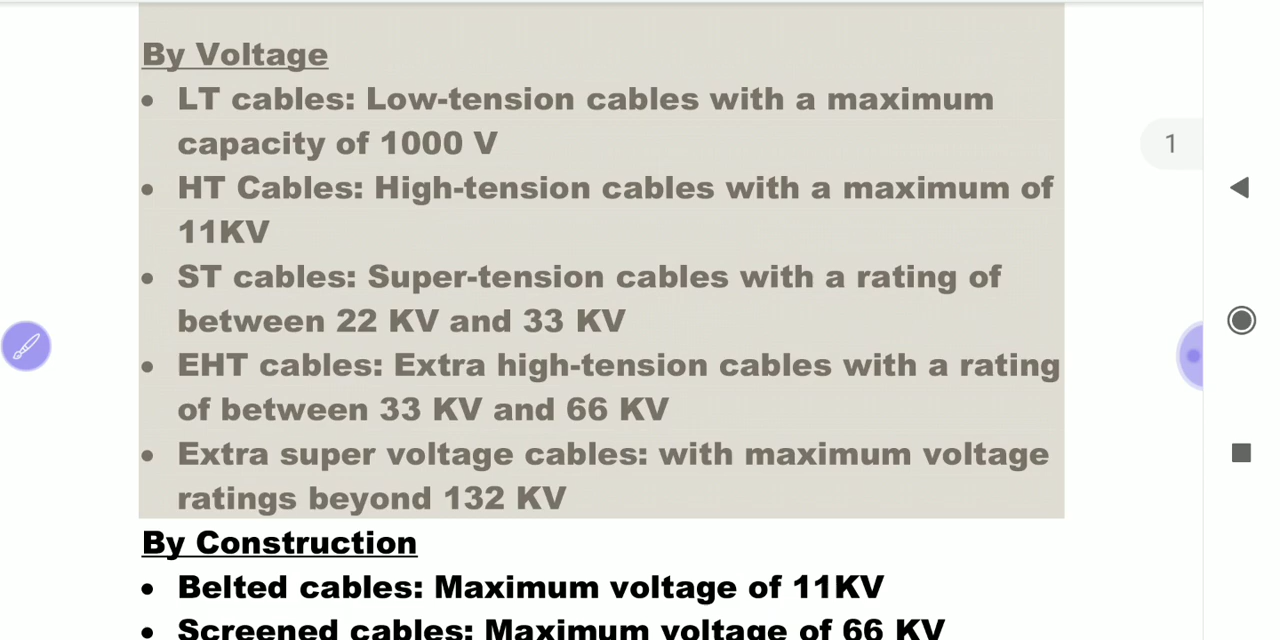 By Voltage
• LT cables: Low-tension cables with a maximum
capacity of 1000 V
• HT Cables: High-tension cables with a maximum of
11KV
• ST cables: Super-tension cables with a rating of
between 22 KV and 33 KV
• EHT cables: Extra high-tension cables with a rating
of between 33 KV and 66 KV
• Extra super voltage cables: with maximum voltage
ratings beyond 132 KV
By Construction
• Belted cables: Maximum voltage of 11KV
• Screened cables: Maximum voltage of 66 KV
1